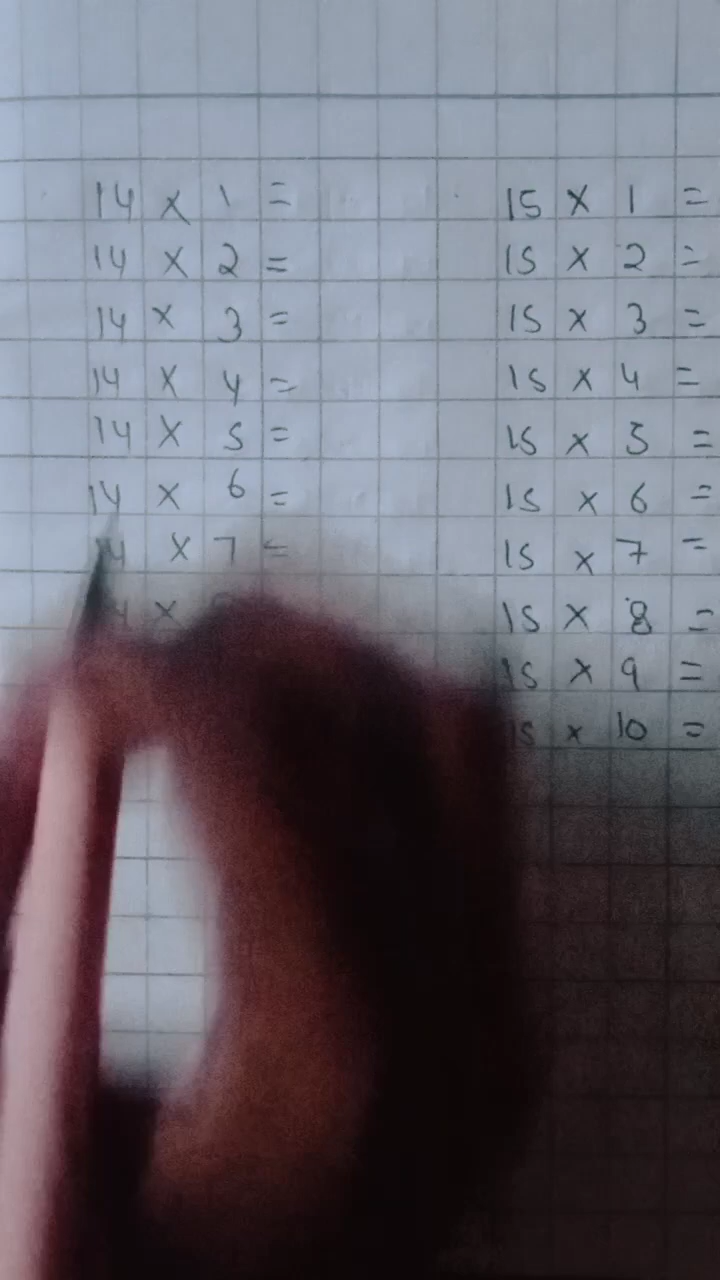 14 × 1 =
14 × 2 =
14 × 3 =
14 × 4 =
14 × 5 =
14 × 6 =
14 × 7 =
×
15 × 1 =
15 × 2 =
15 × 3 =
15 × 4 =
15 × 5 =
15 × 6 =
15 × 7 =
15 × 8 =
15 × 9 =
15 × 10 =